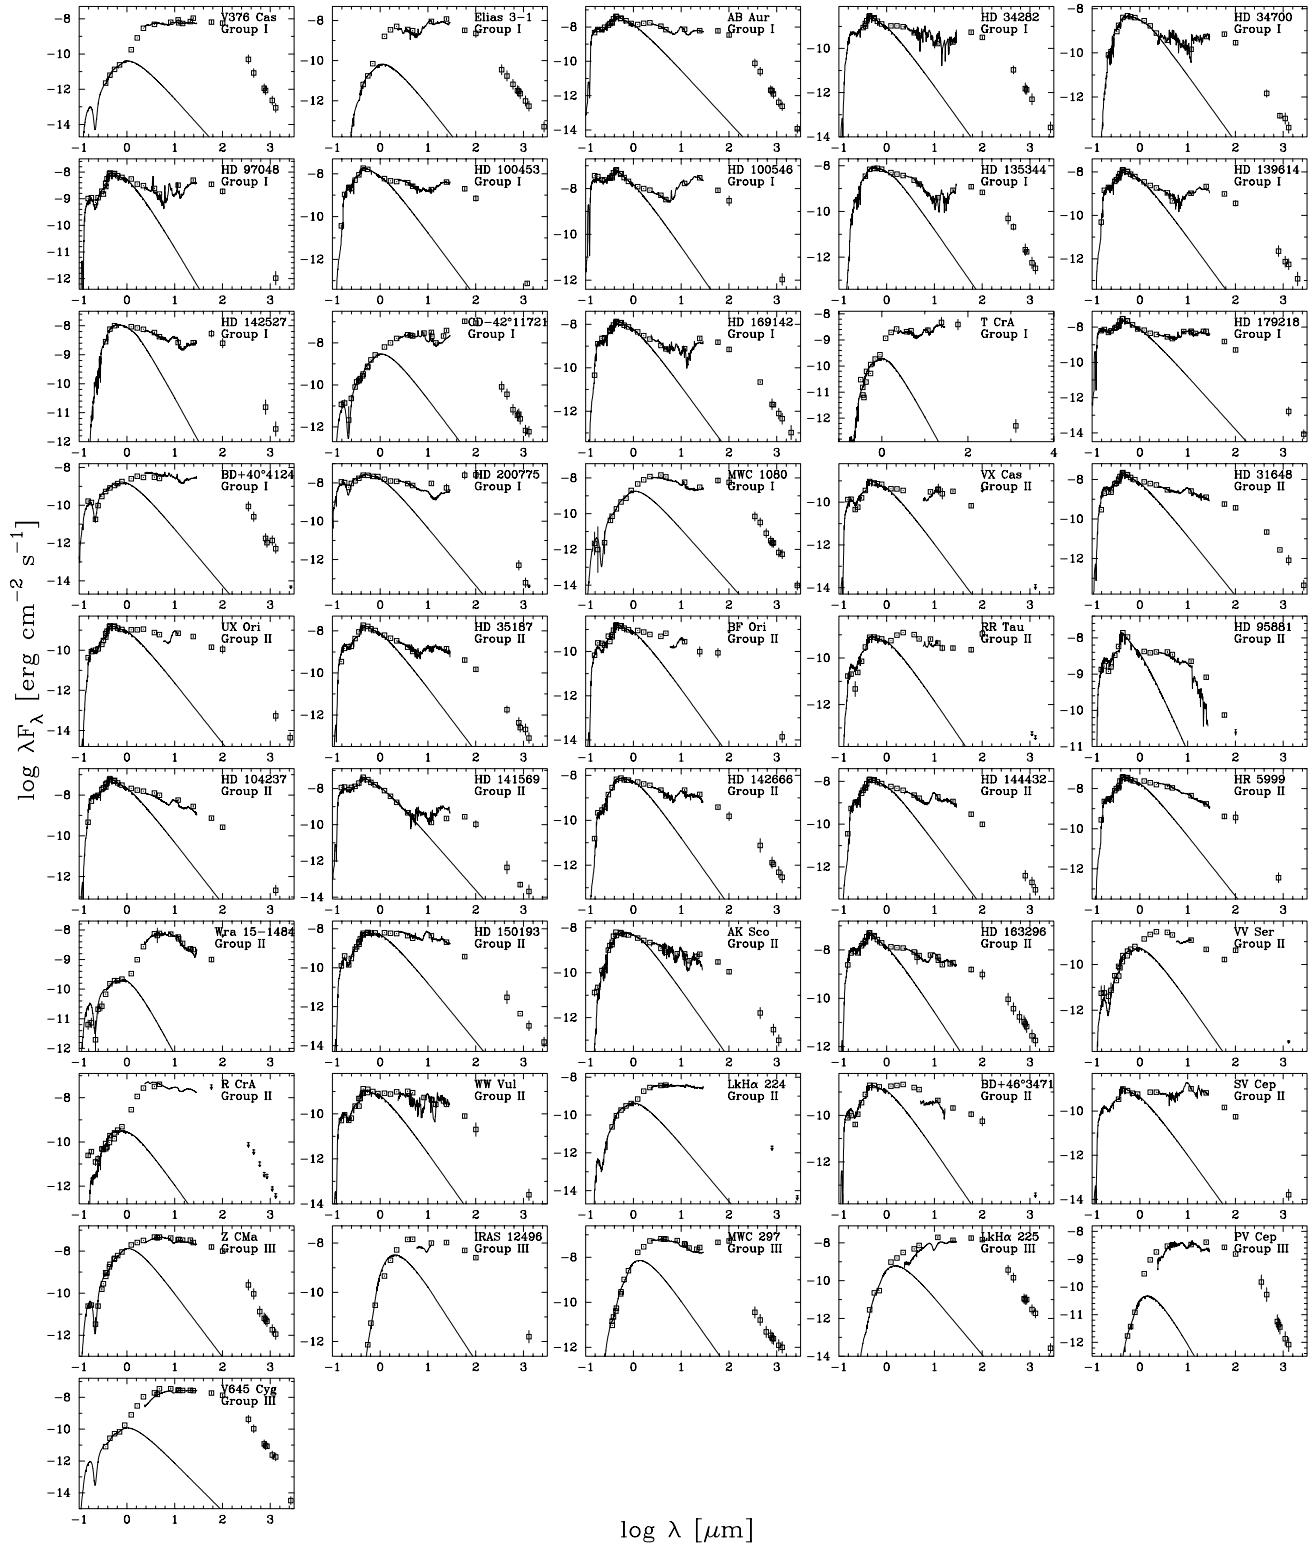 V376 Cas
Group I
Elias 3-1
Group I
AB Aur
Group I
HD 34282
Group I
HD 34700
Group I
HD 97048
Group I
HD 100453
Group I
HD 100546
Group I
HD 135344
Group I
HD 139614
Group I
HD 142527
Group I
CD-42°11721
Group I
HD 169142
Group I
T CrA
Group I
HD 179218
Group I
BD+40°4124
Group I
HD 200775
Group I
MWC 1080
Group I
VX Cas
Group II
HD 31648
Group II
UX Ori
Group II
HD 35187
Group II
BF Ori
Group II
RR Tau
Group II
HD 95881
Group II
HD 104237
Group II
HD 141569
Group II
HD 142666
Group II
HD 144432
Group II
HR 5999
Group II
Wra 15-1484
Group II
HD 150193
Group II
AK Sco
Group II
HD 163296
Group II
VV Ser
Group II
R CrA
Group II
WW Vul
Group II
LkHα 224
Group II
BD+46°3471
Group II
SV Cep
Group II
Z CMa
Group III
IRAS 12496
Group III
MWC 297
Group III
LkHα 225
Group III
PV Cep
Group III
V645 Cyg
Group III
log λFλ [erg cm−2 s−1]
log λ [μm]